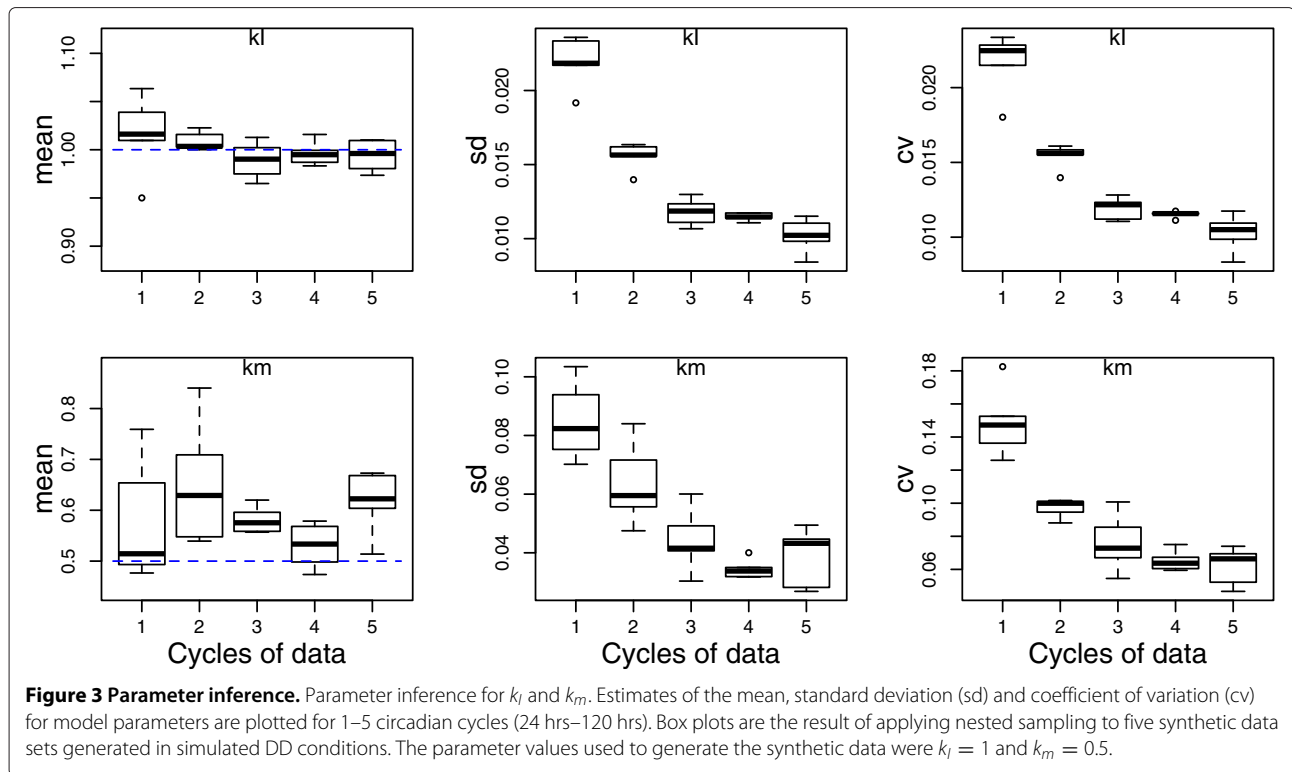 kl
mean
0.90 1.00 1.10
1 2 3 4 5
kl
sd
0.010 0.015 0.020
1 2 3 4 5
kl
cv
0.010 0.015 0.020
1 2 3 4 5
km
mean
0.5 0.6 0.7 0.8
1 2 3 4 5
Cycles of data
km
sd
0.04 0.06 0.08 0.10
1 2 3 4 5
Cycles of data
km
cv
0.06 0.10 0.14 0.18
1 2 3 4 5
Cycles of data
Figure 3 Parameter inference. Parameter inference for kl and km. Estimates of the mean, standard deviation (sd) and coefficient of variation (cv)
for model parameters are plotted for 1–5 circadian cycles (24 hrs–120 hrs). Box plots are the result of applying nested sampling to five synthetic data
sets generated in simulated DD conditions. The parameter values used to generate the synthetic data were kl = 1 and km = 0.5.